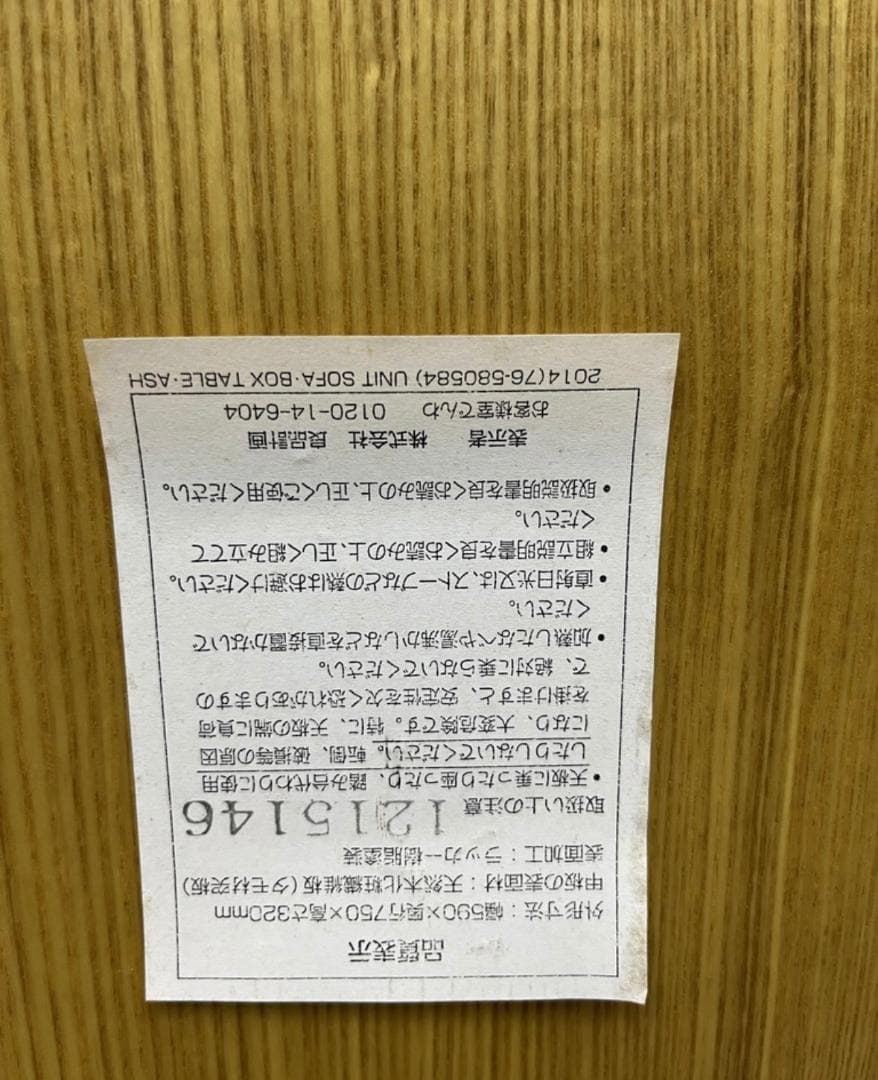 品質表示
外形寸法：幅590×奥行750×高さ320mm
甲板の表面材：天然木化粧繊維板(タモ材突板)
表面加工：ラッカー樹脂塗装
取扱い上の注意 1215146
•天板に乗ったり座ったり、踏み台代わりに使用
したりしないでください。転倒、破損等の原因
になり、大変危険です。特に、天板の端に負荷
を掛けますと、安定性を欠く恐れがありますの
で、絶対に乗らないでください。
•加熱したなべや湯沸かしなどを直接置かないで
ください。
•直射日光又は、ストーブなどの熱はお避けください。
•組立説明書を良くお読みの上、正しく組み立てて
ください。
•取扱説明書を良くお読みの上、正しくご使用ください。
表示者 株式会社 良品計画
お客様室でんわ 0120-14-6404
2014(76-580584) UNIT SOFA・BOX TABLE・ASH